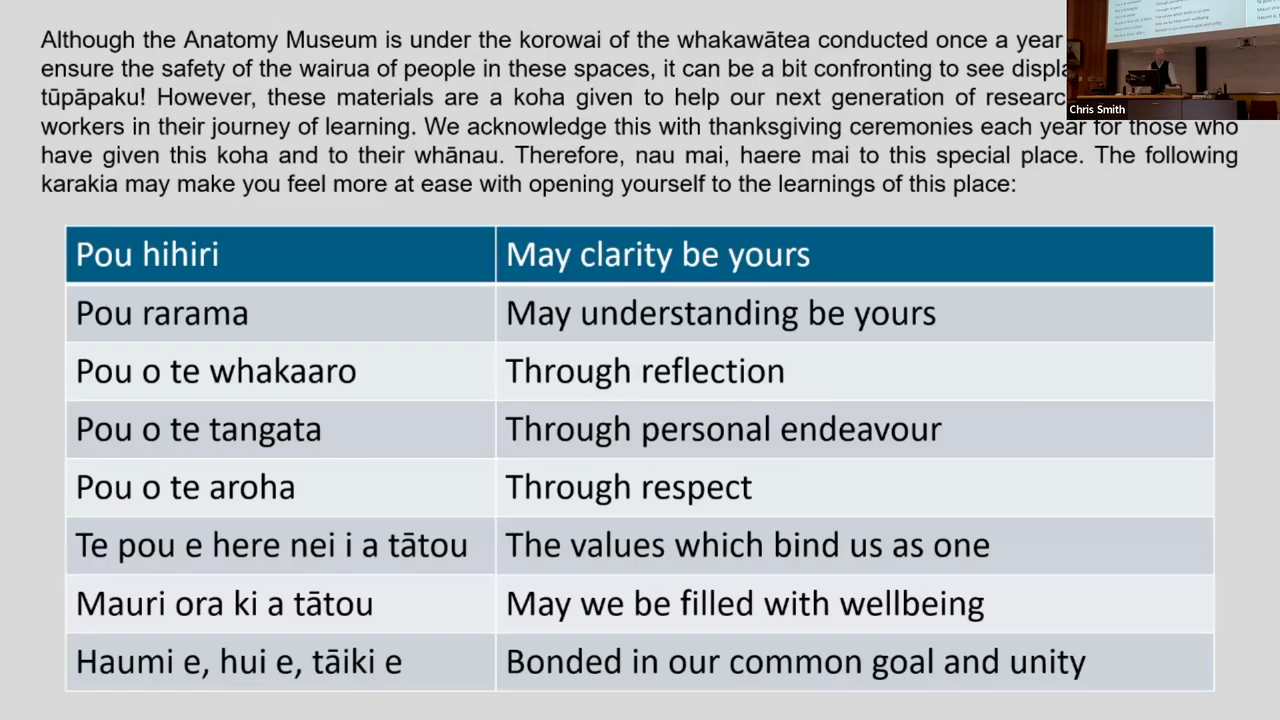 Although the Anatomy Museum is under the korowai of the whakawātea conducted once a year
ensure the safety of the wairua of people in these spaces, it can be a bit confronting to see
tūpāpaku! However, these materials are a koha given to help our next generation of
workers in their journey of learning. We acknowledge this with thanksgiving ceremonies each year for those who
have given this koha and to their whānau. Therefore, nau mai, haere mai to this special place. The following
karakia may make you feel more at ease with opening yourself to the learnings of this place:
Chris Smith
Pou hihiri May clarity be yours
Pou rarama May understanding be yours
Pou o te whakaaro Through reflection
Pou o te tangata Through personal endeavour
Pou o te aroha Through respect
Te pou e here nei i a tātou The values which bind us as one
Mauri ora ki a tātou May we be filled with wellbeing
Haumi e, hui e, tāiki e Bonded in our common goal and unity